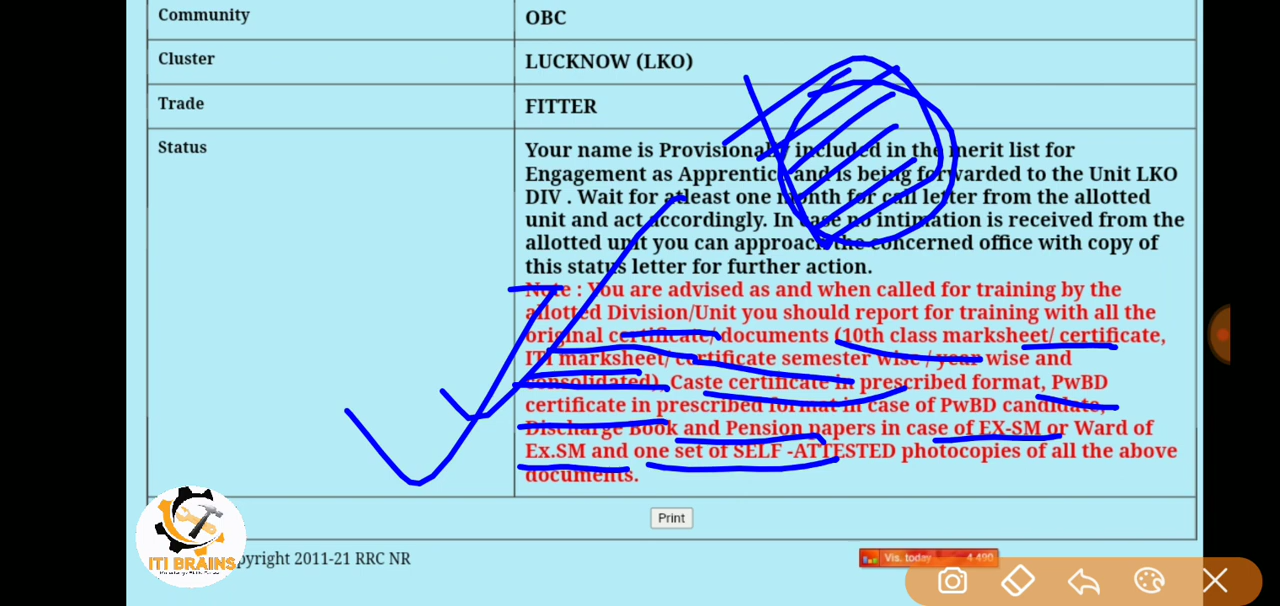 Community OBC
Cluster LUCKNOW (LKO)
Trade FITTER
Status Your name is Provisionally included in the merit list for
Engagement as Apprentice and is being forwarded to the Unit LKO
DIV . Wait for atleast one month for call letter from the allotted
unit and act accordingly. In case no intimation is received from the
allotted unit you can approach the concerned office with copy of
this status letter for further action.
Note : You are advised as and when called for training by the
allotted Division/Unit you should report for training with all the
original certificate/ documents (10th class marksheet/ certificate,
ITI marksheet/ certificate semester wise / year wise and
consolidated), Caste certificate in prescribed format, PwBD
certificate in prescribed format in case of PwBD candidate,
Discharge Book and Pension papers in case of EX-SM or Ward of
Ex.SM and one set of SELF -ATTESTED photocopies of all the above
documents.
Print
pyright 2011-21 RRC NR
Vis. today 4 490
ITI BRAINS